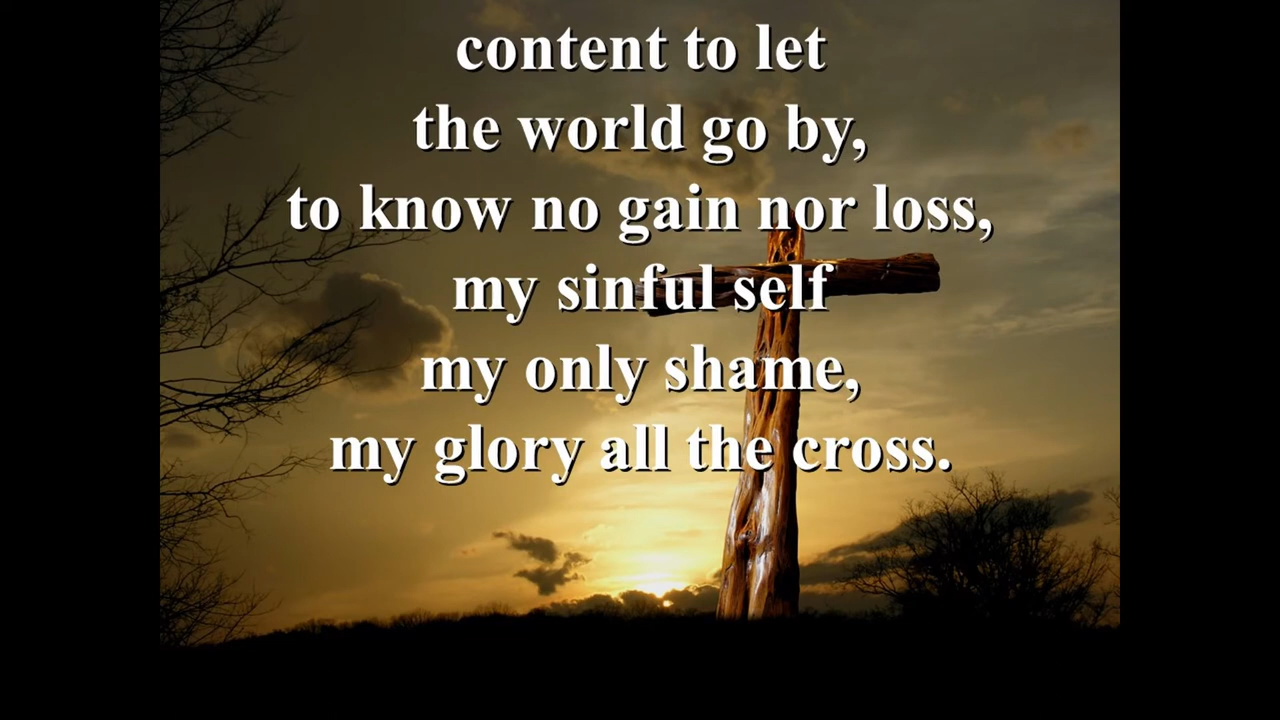 content to let
the world go by,
to know no gain nor loss,
my sinful self
my only shame,
my glory all the cross.